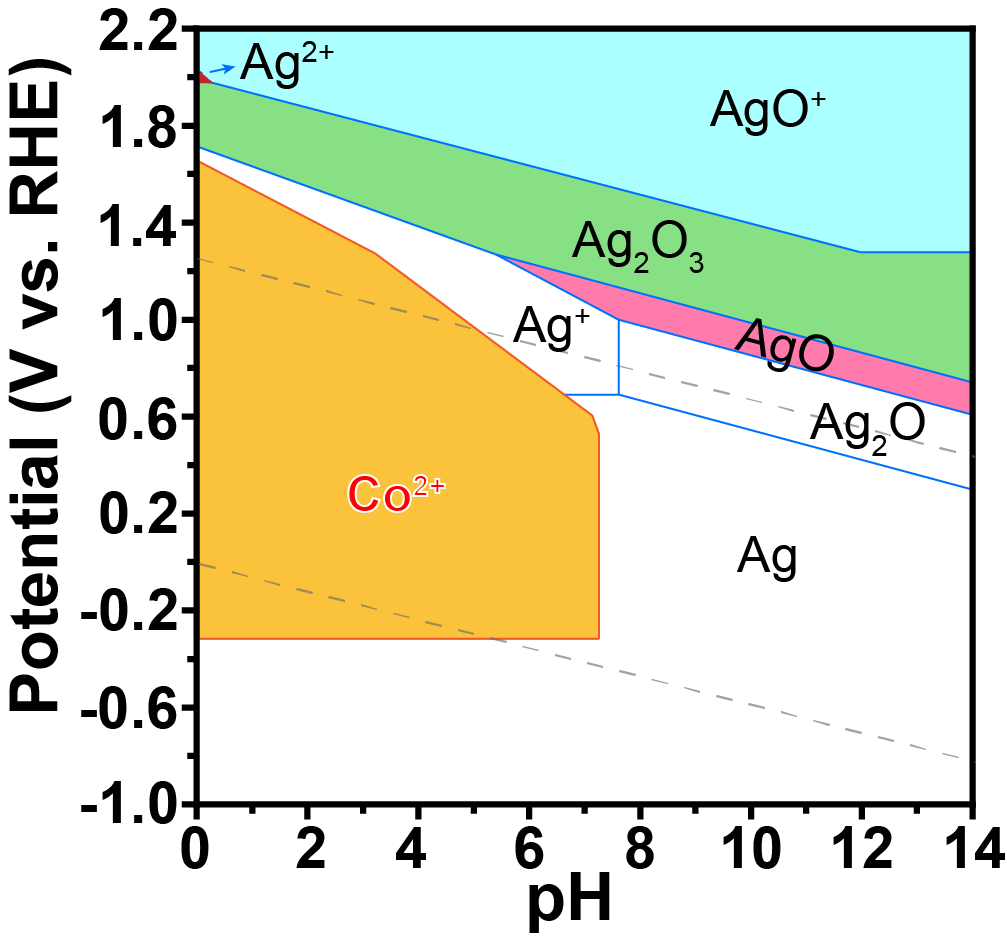 Potential (V vs. RHE)
2.2
1.8
1.4
1.0
0.6
0.2
-0.2
-0.6
-1.0
Ag²⁺
AgO⁺
Ag₂O₃
Ag⁺
AgO
Ag₂O
Co²⁺
Ag
0 2 4 6 8 10 12 14
pH